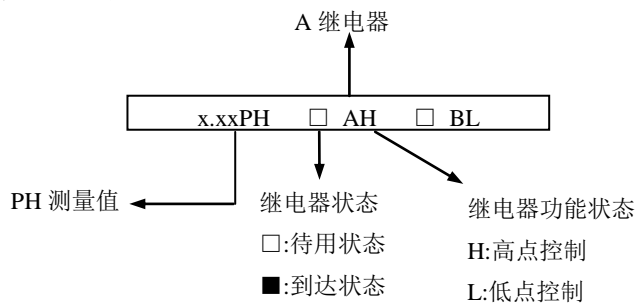 A 继电器
x.xxPH □ AH □ BL
PH 测量值
继电器状态
□:待用状态
■:到达状态
继电器功能状态
H:高点控制
L:低点控制